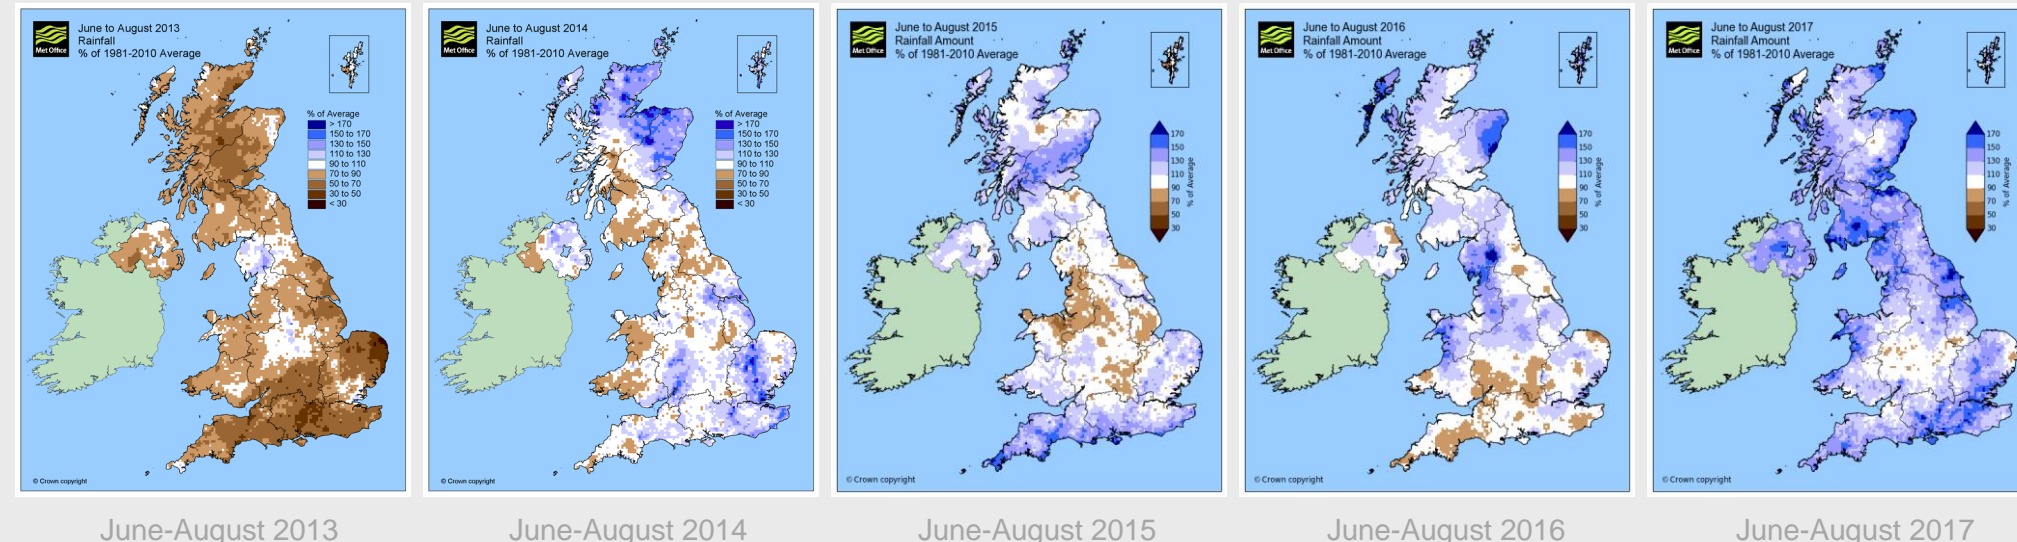 June to August 2013
Rainfall
% of 1981-2010 Average
Met Office
% of Average
> 170
150 to 170
130 to 150
110 to 130
90 to 110
70 to 90
50 to 70
30 to 50
< 30
© Crown copyright
June to August 2014
Rainfall
% of 1981-2010 Average
Met Office
% of Average
> 170
150 to 170
130 to 150
110 to 130
90 to 110
70 to 90
50 to 70
30 to 50
< 30
© Crown copyright
June to August 2015
Rainfall Amount
% of 1981-2010 Average
Met Office
170
150
130
110
90
70
50
30
% of Average
© Crown copyright
June to August 2016
Rainfall Amount
% of 1981-2010 Average
Met Office
170
150
130
110
90
70
50
30
% of Average
© Crown copyright
June to August 2017
Rainfall Amount
% of 1981-2010 Average
Met Office
170
150
130
110
90
70
50
30
% of Average
© Crown copyright
June-August 2013
June-August 2014
June-August 2015
June-August 2016
June-August 2017